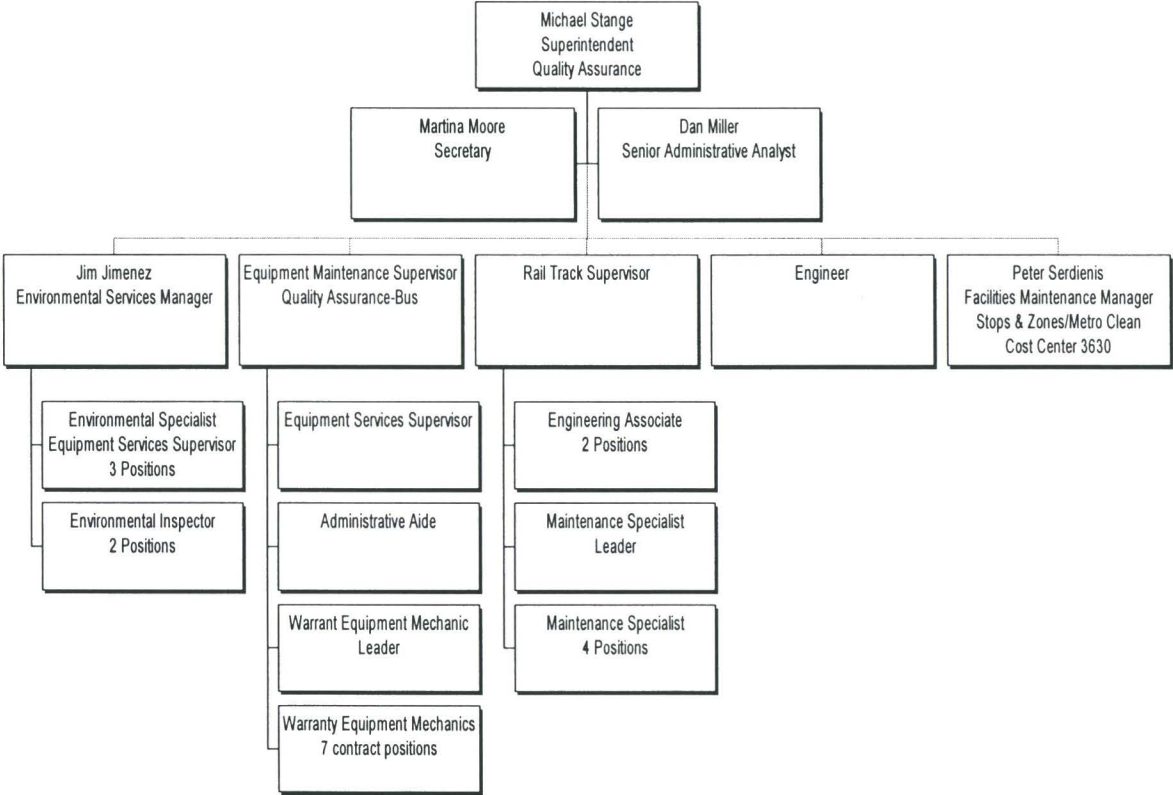 Michael Stange
Superintendent
Quality Assurance
Martina Moore
Secretary
Dan Miller
Senior Administrative Analyst
Jim Jimenez
Environmental Services Manager
Equipment Maintenance Supervisor
Quality Assurance-Bus
Rail Track Supervisor
Engineer
Peter Serdienis
Facilities Maintenance Manager
Stops & Zones/Metro Clean
Cost Center 3630
Environmental Specialist
Equipment Services Supervisor
3 Positions
Environmental Inspector
2 Positions
Equipment Services Supervisor
Administrative Aide
Warrant Equipment Mechanic
Leader
Warranty Equipment Mechanics
7 contract positions
Engineering Associate
2 Positions
Maintenance Specialist
Leader
Maintenance Specialist
4 Positions